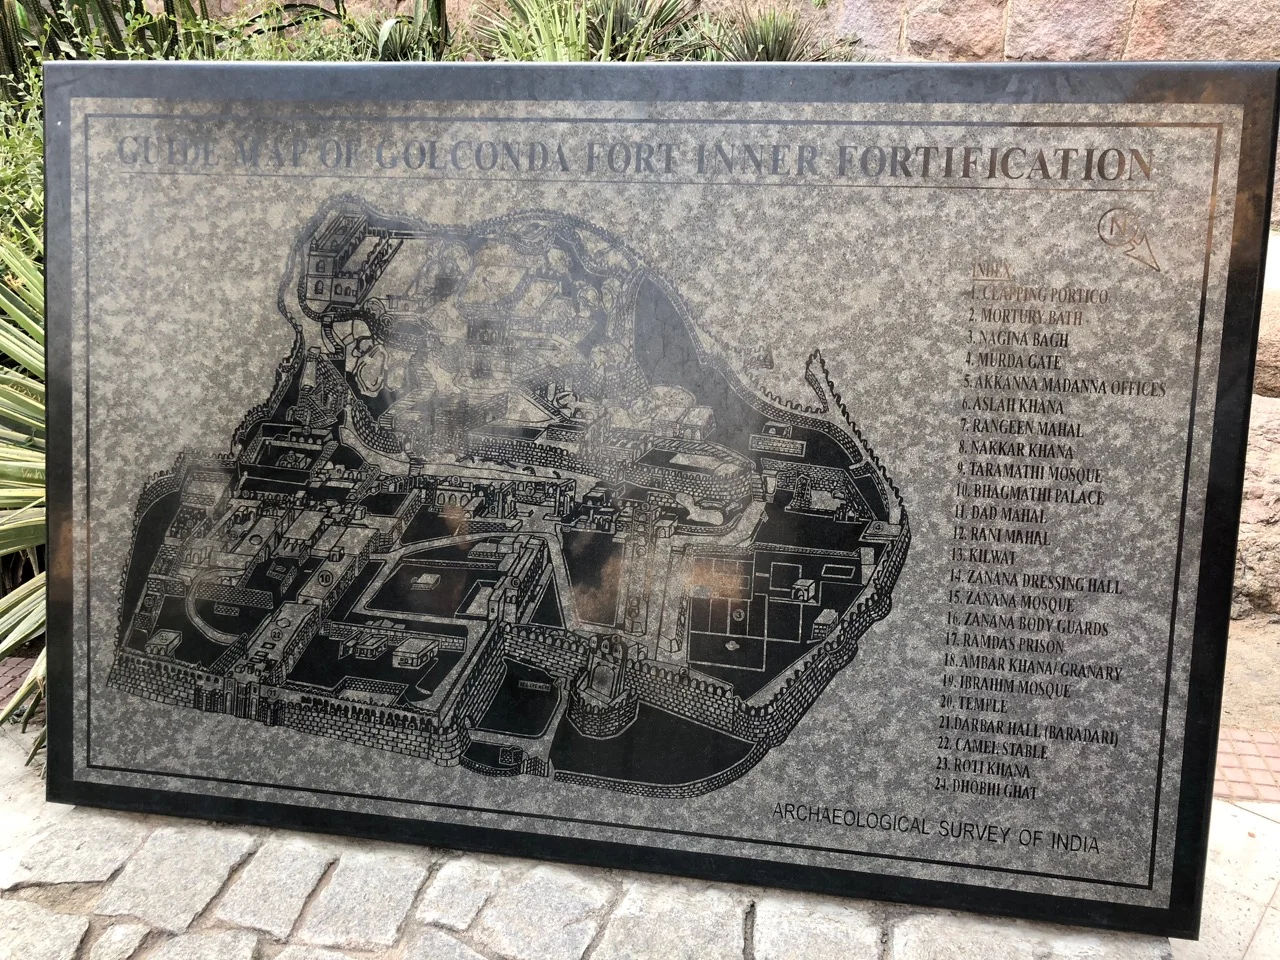 GUIDE MAP OF GOLCONDA FORT INNER FORTIFICATION
N
INDEX
1. CLAPPING PORTICO
2. MORTURY BATH
3. NAGINA BAGH
4. MURDA GATE
5. AKKANNA MADANNA OFFICES
6. ASLAH KHANA
7. RANGEEN MAHAL
8. NAKKAR KHANA
9. TARAMATHI MOSQUE
10. BHAGMATHI PALACE
11. DAD MAHAL
12. RANI MAHAL
13. KILWAT
14. ZANANA DRESSING HALL
15. ZANANA MOSQUE
16. ZANANA BODY GUARDS
17. RAMDAS PRISON
18. AMBAR KHANA/ GRANARY
19. IBRAHM MOSQUE
20. TEMPLE
21. DARBAR HALL (BARADARI)
22. CAMEL STABLE
23. ROTI KHANA
24. DHOBHI GHAT
ARCHAEOLOGICAL SURVEY OF INDIA
10
22